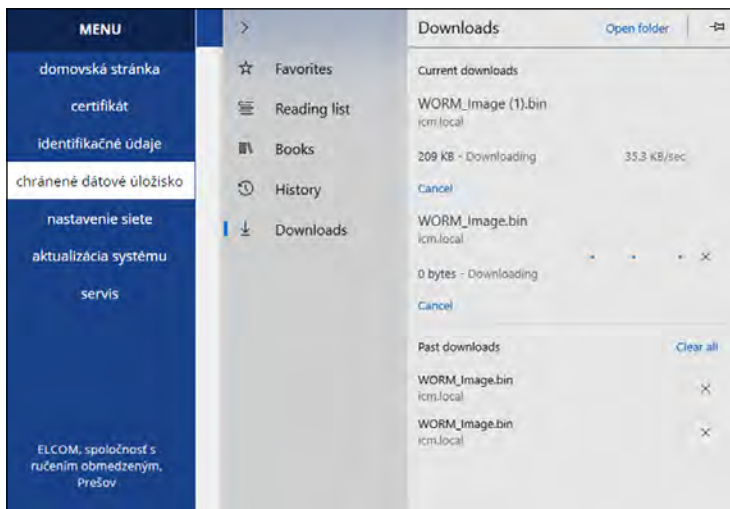 MENU
domovská stránka
certifikát
identifikačné údaje
chránené dátové úložisko
nastavenie siete
aktualizácia systému
servis
ELCOM, spoločnosť s
ručením obmedzeným,
Prešov
Favorites
Reading list
Books
History
Downloads
Downloads
Open folder
Current downloads
WORM_Image (1).bin
icm.local
209 KB - Downloading 35.3 KB/sec
Cancel
WORM_Image.bin
icm.local
0 bytes - Downloading
Cancel
Past downloads
Clear all
WORM_Image.bin
icm.local
WORM_Image.bin
icm.local